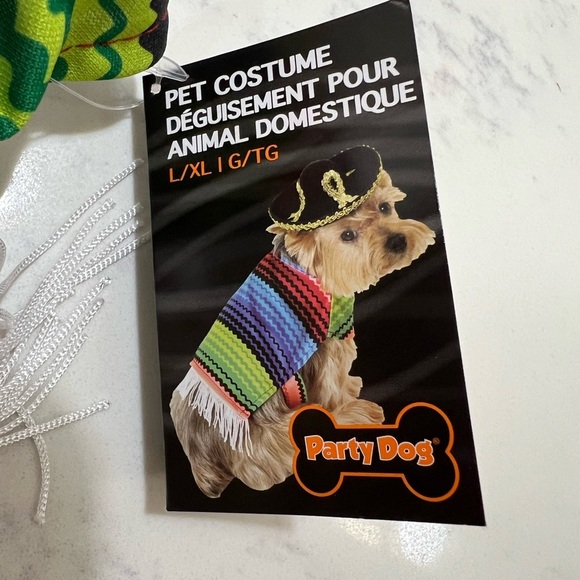 PET COSTUME
DÉGUISEMENT POUR
ANIMAL DOMESTIQUE
L/XL | G/TG
Party Dog®